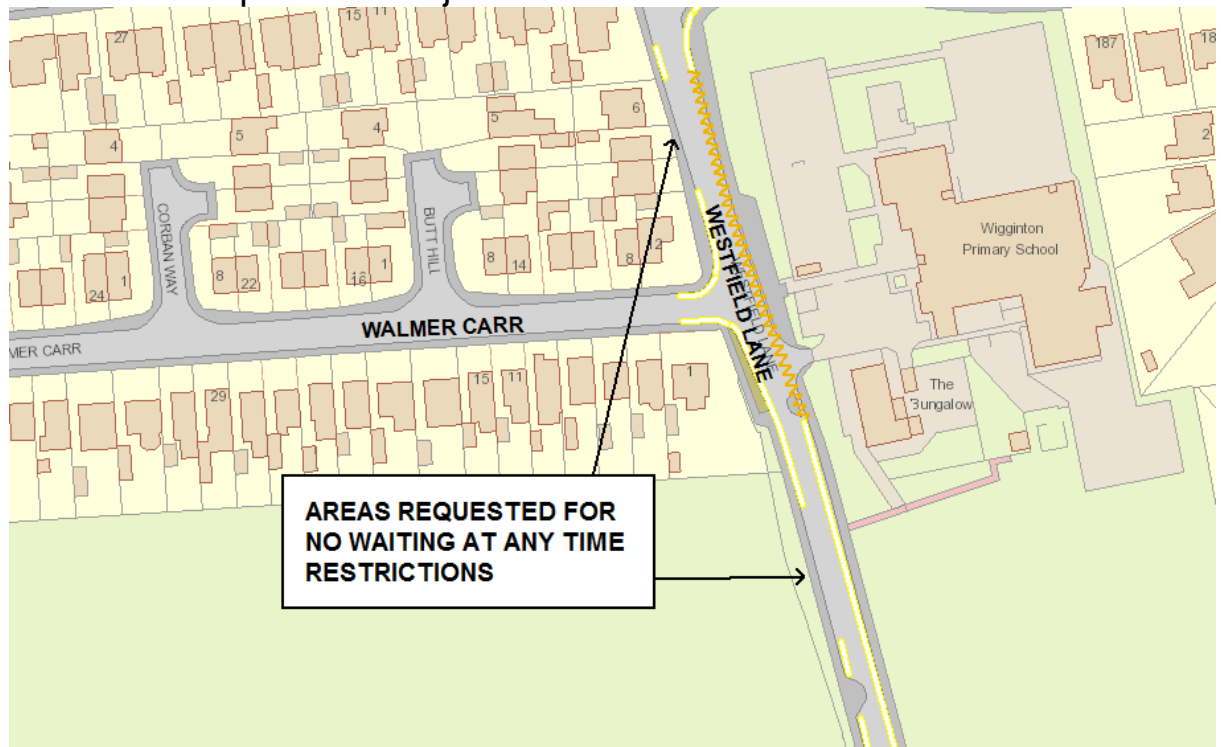 15 11
27
187
18
6
5
4
5
4
2
CORBAN WAY
BUTT HILL
WESTFIELD LANE
Wigginton
Primary School
2
1
8
14
8
1
16
8
22
1
24
WALMER CARR
MER CARR
The
Bungalow
1
15 11
29
AREAS REQUESTED FOR
NO WAITING AT ANY TIME
RESTRICTIONS